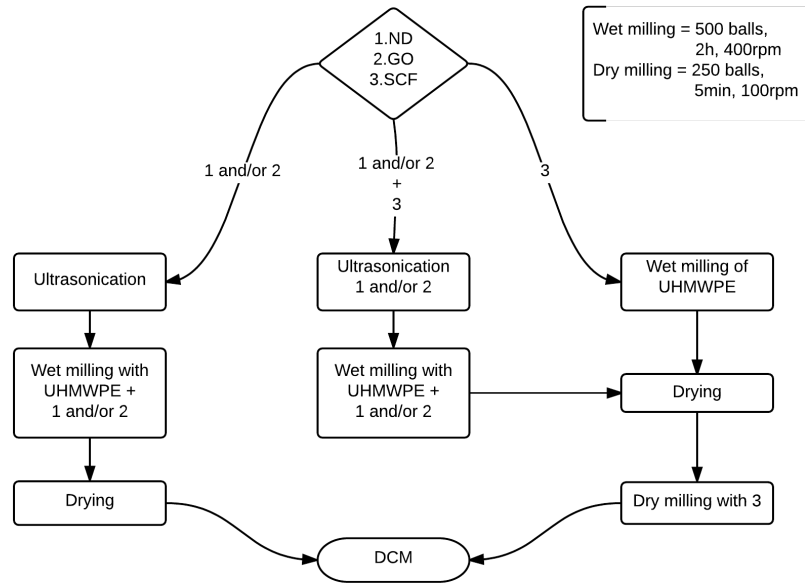 1.ND
2.GO
3.SCF
Wet milling = 500 balls,
2h, 400rpm
Dry milling = 250 balls,
5min, 100rpm
1 and/or 2
1 and/or 2
+
3
3
Ultrasonication
Ultrasonication
1 and/or 2
Wet milling of
UHMWPE
Wet milling with
UHMWPE +
1 and/or 2
Wet milling with
UHMWPE +
1 and/or 2
Drying
Drying
Dry milling with 3
DCM